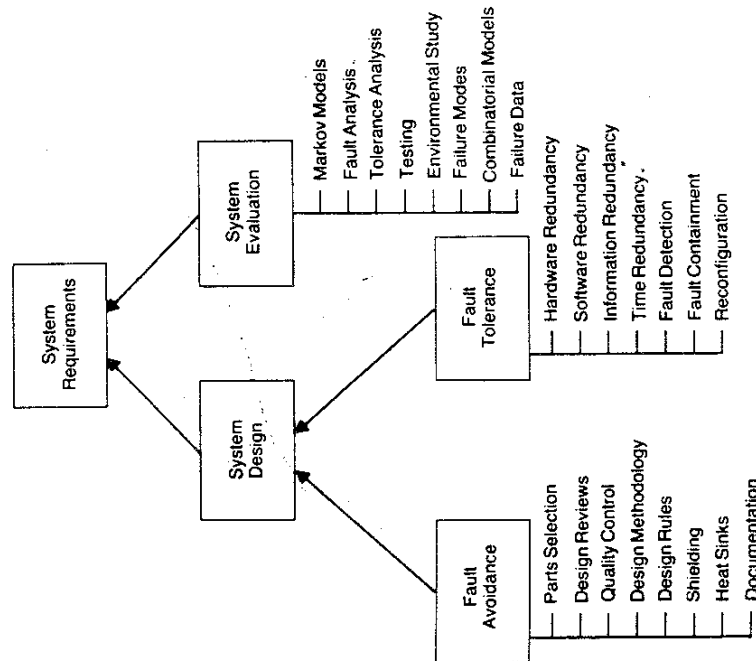 System
Requirements
System
Design
System
Evaluation
Markov Models
Fault Analysis
Tolerance Analysis
Testing
Environmental Study
Failure Modes
Combinatorial Models
Failure Data
Fault
Avoidance
Parts Selection
Design Reviews
Quality Control
Design Methodology
Design Rules
Shielding
Heat Sinks
Documentation
Fault
Tolerance
Hardware Redundancy
Software Redundancy
Information Redundancy
Time Redundancy
Fault Detection
Fault Containment
Reconfiguration